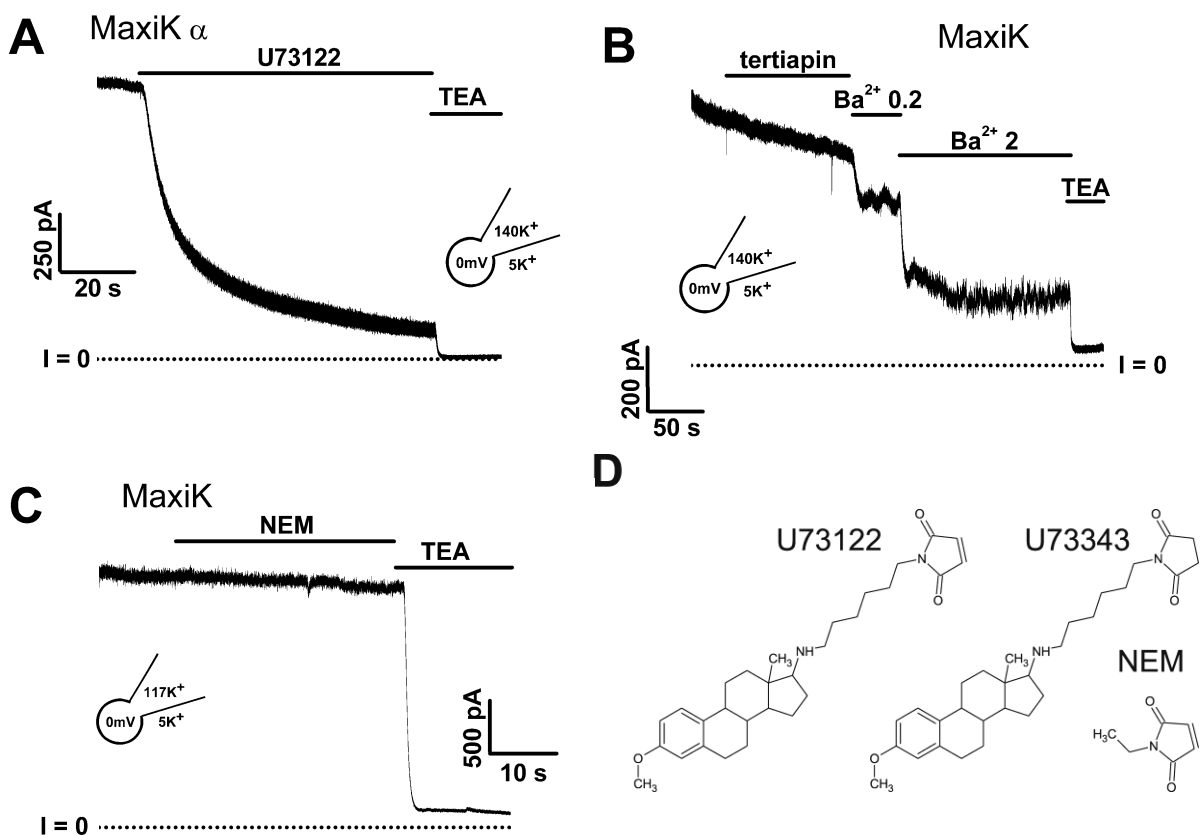 A
MaxiK α
U73122
TEA
250 pA
20 s
140K+
0mV
5K+
I = 0
B
MaxiK
tertiapin
Ba2+ 0.2
Ba2+ 2
TEA
140K+
0mV
5K+
200 pA
50 s
I = 0
C
MaxiK
NEM
TEA
117K+
0mV
5K+
500 pA
10 s
I = 0
D
U73122
O
N
O
NH
CH3
O
CH3
U73343
O
N
O
NH
CH3
O
CH3
NEM
O
H3C
N
O